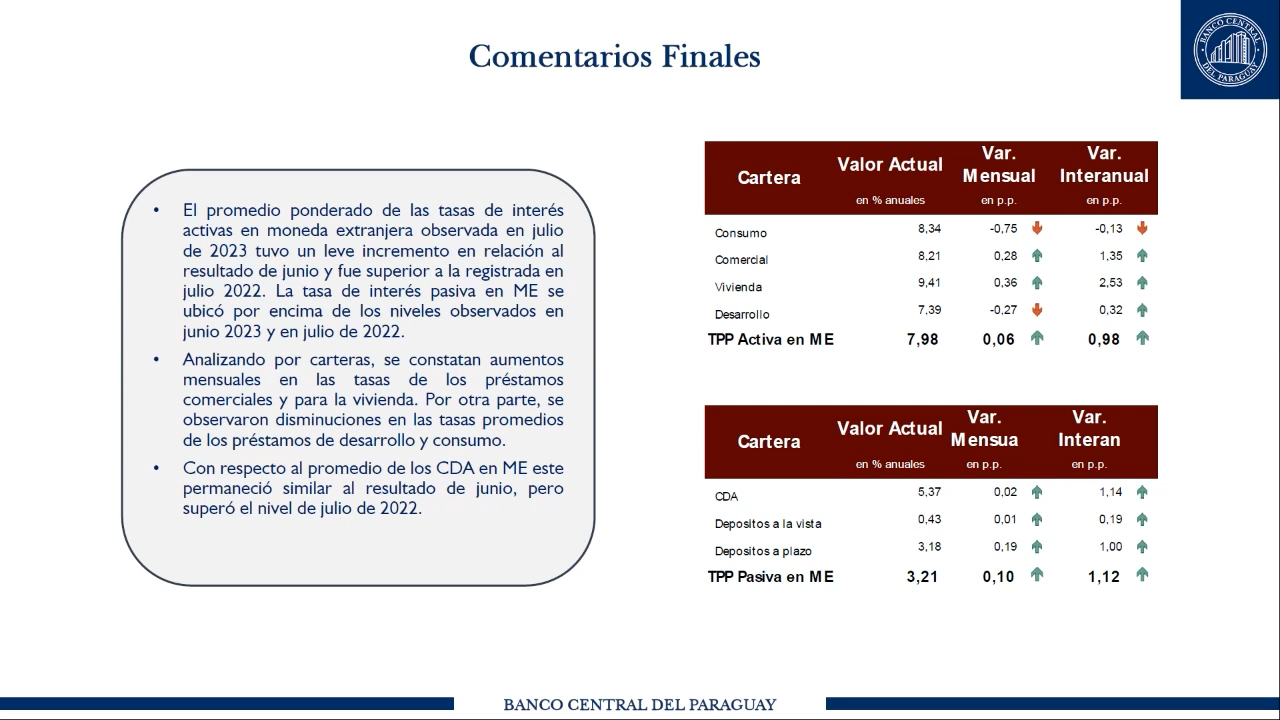 Comentarios Finales
BANCO CENTRAL
DEL PARAGUAY
• El promedio ponderado de las tasas de interés
activas en moneda extranjera observada en julio
de 2023 tuvo un leve incremento en relación al
resultado de junio y fue superior a la registrada en
julio 2022. La tasa de interés pasiva en ME se
ubicó por encima de los niveles observados en
junio 2023 y en julio de 2022.
• Analizando por carteras, se constatan aumentos
mensuales en las tasas de los préstamos
comerciales y para la vivienda. Por otra parte, se
observaron disminuciones en las tasas promedios
de los préstamos de desarrollo y consumo.
• Con respecto al promedio de los CDA en ME este
permaneció similar al resultado de junio, pero
superó el nivel de julio de 2022.
Cartera Valor Actual Var. Mensual Var. Interanual
en % anuales en p.p. en p.p.
Consumo 8,34 -0,75 -0,13
Comercial 8,21 0,28 1,35
Vivienda 9,41 0,36 2,53
Desarrollo 7,39 -0,27 0,32
TPP Activa en ME 7,98 0,06 0,98
Cartera Valor Actual Var. Mensua Var. Interan
en % anuales en p.p. en p.p.
CDA 5,37 0,02 1,14
Depositos a la vista 0,43 0,01 0,19
Depositos a plazo 3,18 0,19 1,00
TPP Pasiva en ME 3,21 0,10 1,12
BANCO CENTRAL DEL PARAGUAY